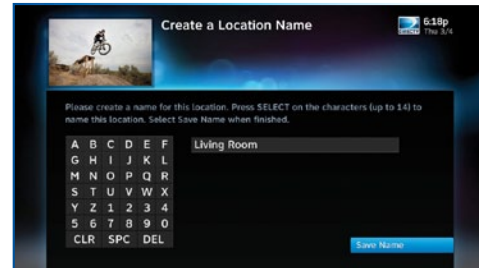 Create a Location Name
DIRECTV
6:18p
Thu 3/4
Please create a name for this location. Press SELECT on the characters (up to 14) to
name this location. Select Save Name when finished.
A B C D E F
Living Room
G H I J K L
M N O P Q R
S T U V W X
Y Z 1 2 3 4
5 6 7 8 9 0
CLR SPC DEL
Save Name